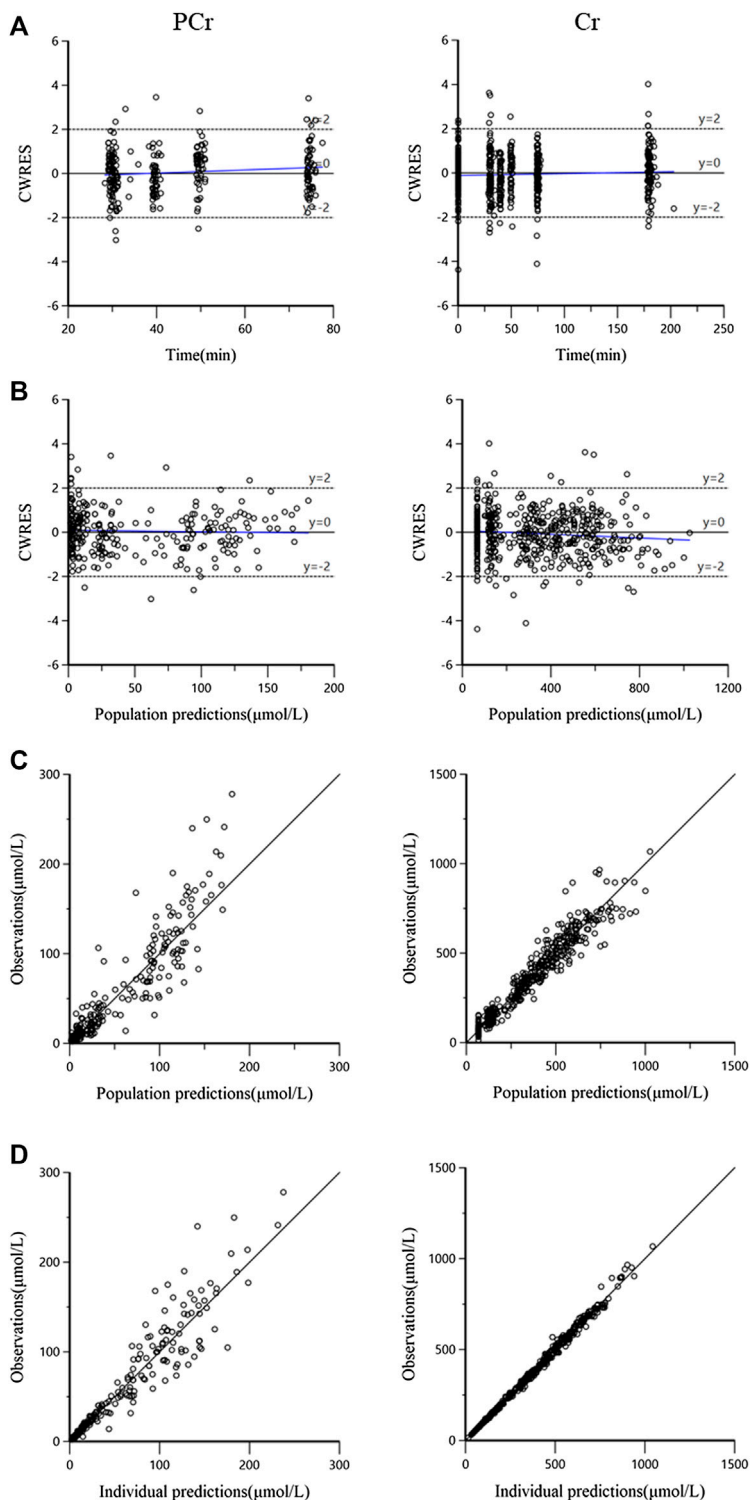 PCr
Cr
A
6
4
2
0
-2
-4
-6
CWRES
y=2
y=0
y=-2
20
40
60
80
Time(min)
6
4
2
0
-2
-4
-6
CWRES
y=2
y=0
y=-2
0
50
100
150
200
250
Time(min)
B
6
4
2
0
-2
-4
-6
CWRES
y=2
y=0
y=-2
0
50
100
150
200
Population predictions(μmol/L)
6
4
2
0
-2
-4
-6
CWRES
y=2
y=0
y=-2
0
400
800
1200
Population predictions(μmol/L)
C
300
200
100
0
Observations(μmol/L)
0
100
200
300
Population predictions(μmol/L)
1500
1000
500
0
Observations(μmol/L)
0
500
1000
1500
Population predictions(μmol/L)
D
300
200
100
0
Observations(μmol/L)
0
100
200
300
Individual predictions(μmol/L)
1500
1000
500
0
Observations(μmol/L)
0
500
1000
1500
Individual predictions(μmol/L)